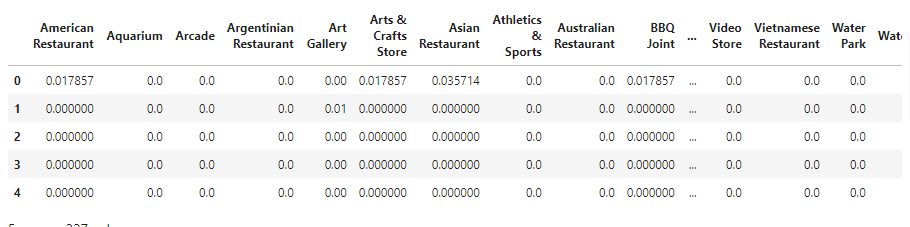 American Restaurant Aquarium Arcade Argentinian Restaurant Art Gallery Arts & Crafts Store Asian Restaurant Athletics & Sports Australian Restaurant BBQ Joint ... Video Store Vietnamese Restaurant Water Park
0 0.017857 0.0 0.0 0.0 0.00 0.017857 0.035714 0.0 0.0 0.017857 ... 0.0 0.0 0.0
1 0.000000 0.0 0.0 0.0 0.01 0.000000 0.000000 0.0 0.0 0.000000 ... 0.0 0.0 0.0
2 0.000000 0.0 0.0 0.0 0.00 0.000000 0.000000 0.0 0.0 0.000000 ... 0.0 0.0 0.0
3 0.000000 0.0 0.0 0.0 0.00 0.000000 0.000000 0.0 0.0 0.000000 ... 0.0 0.0 0.0
4 0.000000 0.0 0.0 0.0 0.00 0.000000 0.000000 0.0 0.0 0.000000 ... 0.0 0.0 0.0